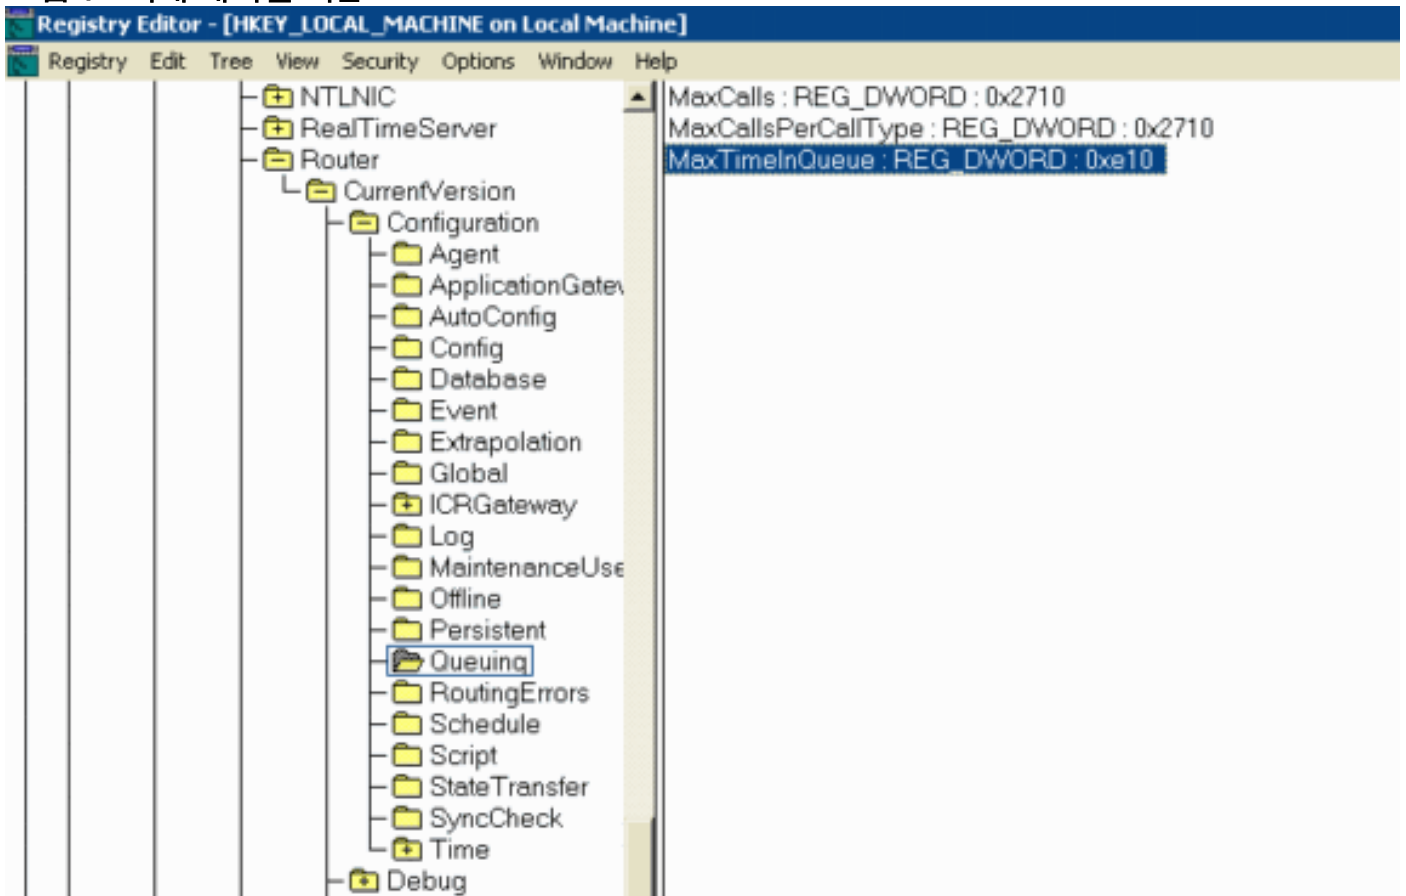 Registry Editor - [HKEY_LOCAL_MACHINE on Local Machine]
Registry Edit Tree View Security Options Window Help
NTLNIC
RealTimeServer
Router
CurrentVersion
Configuration
Agent
ApplicationGatew
AutoConfig
Config
Database
Event
Extrapolation
Global
ICRGateway
Log
MaintenanceUse
Offline
Persistent
Queuing
RoutingErrors
Schedule
Script
StateTransfer
SyncCheck
Time
Debug
MaxCalls : REG_DWORD : 0x2710
MaxCallsPerCallType : REG_DWORD : 0x2710
MaxTimeInQueue : REG_DWORD : 0xe10